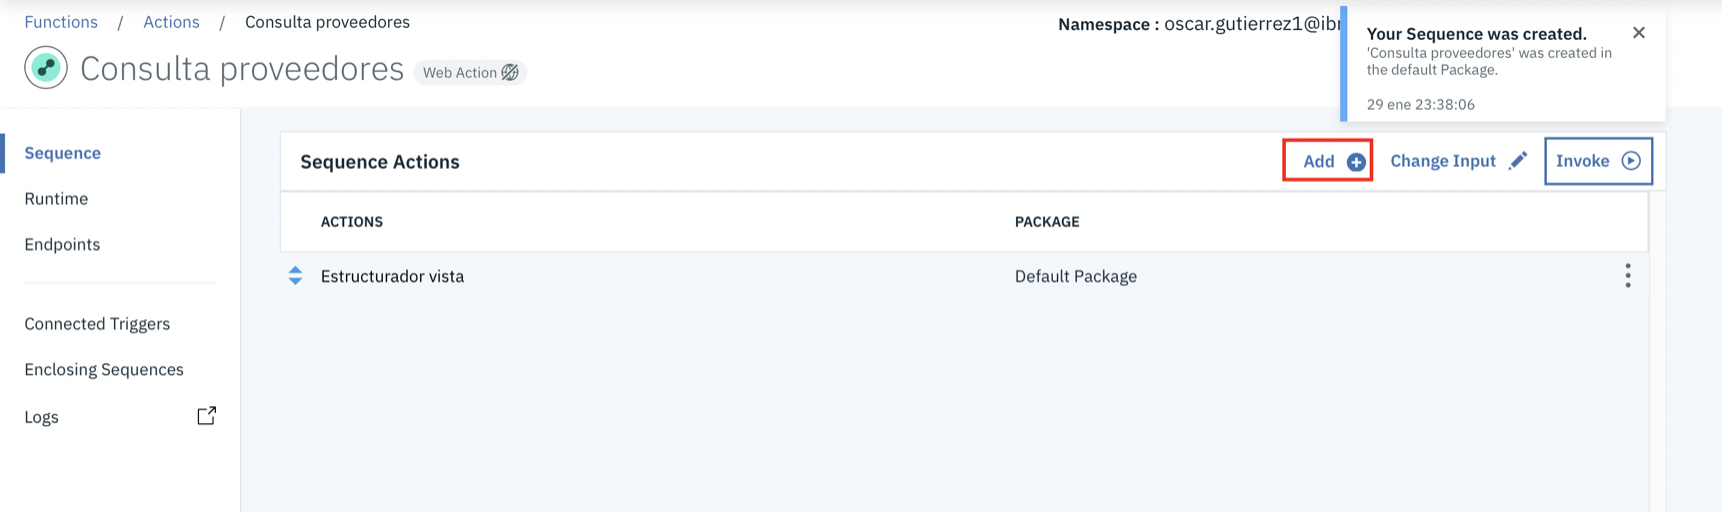 Functions / Actions / Consulta proveedores
Namespace : oscar.gutierrez1@ibr
Consulta proveedores
Web Action
Your Sequence was created.
'Consulta proveedores' was created in
the default Package.
29 ene 23:38:06
Sequence
Runtime
Endpoints
Connected Triggers
Enclosing Sequences
Logs
Sequence Actions
Add
Change Input
Invoke
ACTIONS PACKAGE
Estructurador vista Default Package